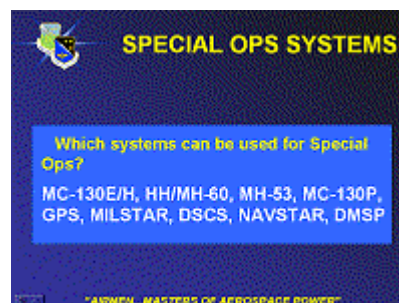 SPECIAL OPS SYSTEMS
Which systems can be used for Special
Ops?
MC-130E/H, HH/MH-60, MH-53, MC-130P,
GPS, MILSTAR, DSCS, NAVSTAR, DMSP
"AIRMEN, MASTERS OF AEROSPACE POWER"